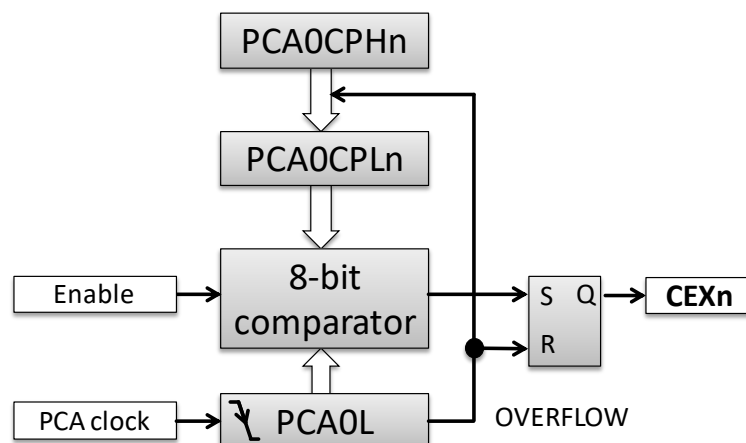 PCA0CPHn
PCA0CPLn
Enable
8-bit
comparator
S Q
R
CEXn
PCA clock
PCA0L
OVERFLOW